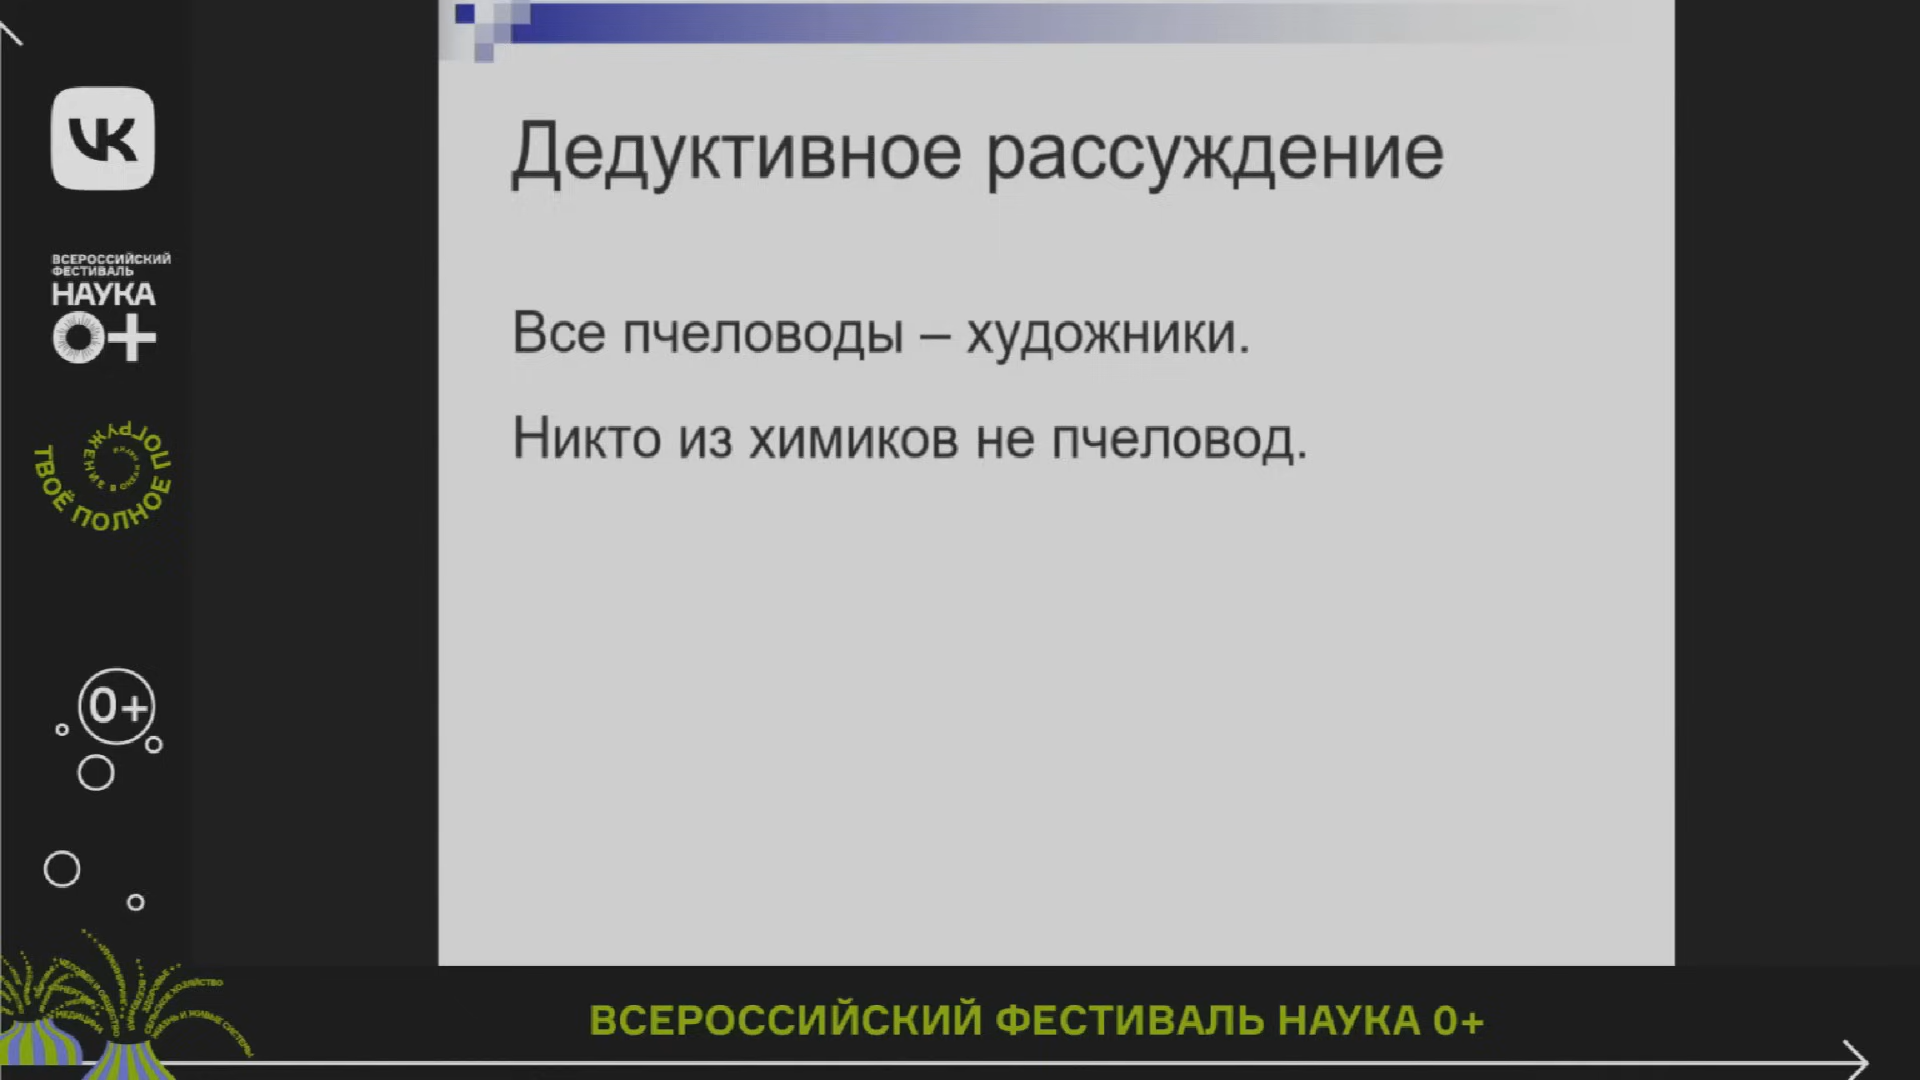 Дедуктивное рассуждение
Все пчеловоды – художники.
Никто из химиков не пчеловод.
VK
ВСЕРОССИЙСКИЙ
ФЕСТИВАЛЬ
НАУКА
0+
ТВОЁ ПОЛНОЕ ПОГРУЖЕНИЕ
0+
ВСЕРОССИЙСКИЙ ФЕСТИВАЛЬ НАУКА 0+